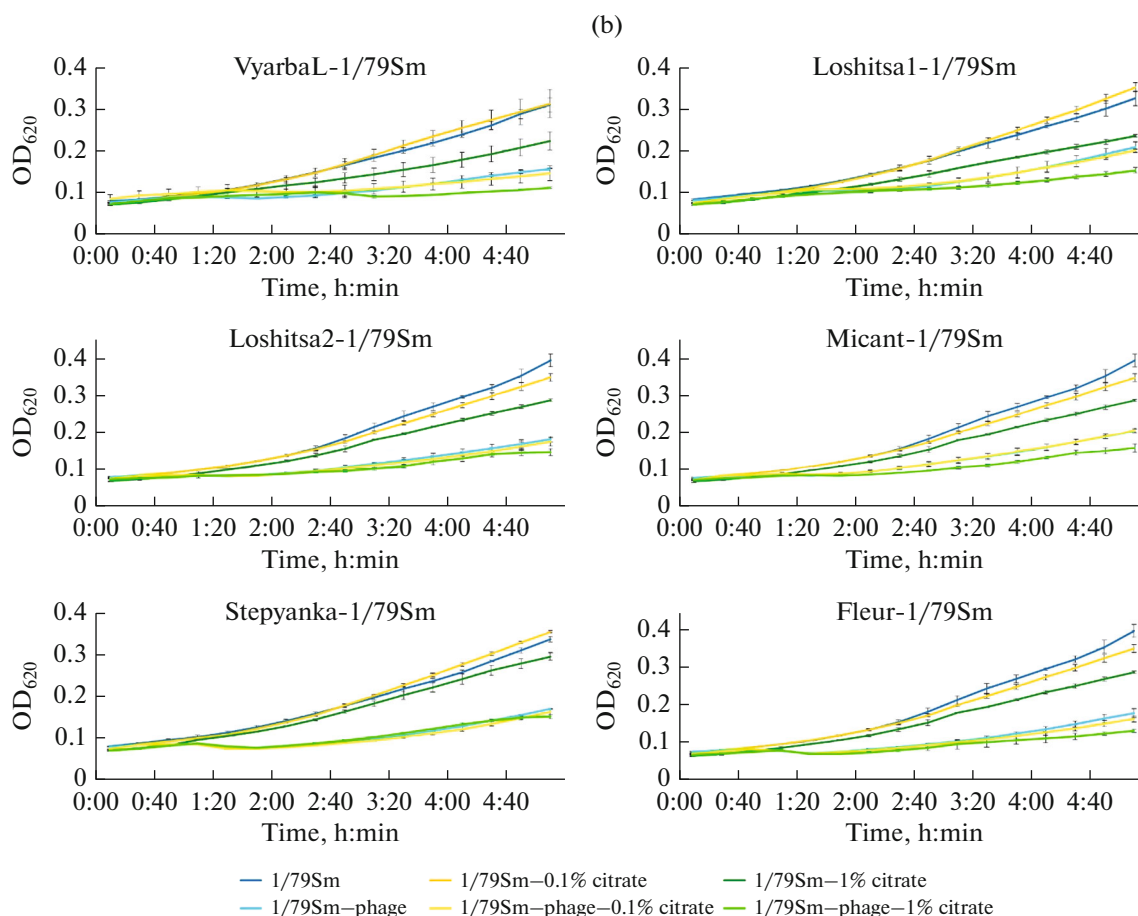 (b)
VyarbaL-1/79Sm
Loshitsa1-1/79Sm
OD620
0.4
0.3
0.2
0.1
0
0:00 0:40 1:20 2:00 2:40 3:20 4:00 4:40
Time, h:min
OD620
0.4
0.3
0.2
0.1
0
0:00 0:40 1:20 2:00 2:40 3:20 4:00 4:40
Time, h:min
Loshitsa2-1/79Sm
Micant-1/79Sm
OD620
0.4
0.3
0.2
0.1
0
0:00 0:40 1:20 2:00 2:40 3:20 4:00 4:40
Time, h:min
OD620
0.4
0.3
0.2
0.1
0
0:00 0:40 1:20 2:00 2:40 3:20 4:00 4:40
Time, h:min
Stepyanka-1/79Sm
Fleur-1/79Sm
OD620
0.4
0.3
0.2
0.1
0
0:00 0:40 1:20 2:00 2:40 3:20 4:00 4:40
Time, h:min
OD620
0.4
0.3
0.2
0.1
0
0:00 0:40 1:20 2:00 2:40 3:20 4:00 4:40
Time, h:min
1/79Sm 1/79Sm–0.1% citrate 1/79Sm–1% citrate
1/79Sm–phage 1/79Sm–phage–0.1% citrate 1/79Sm–phage–1% citrate